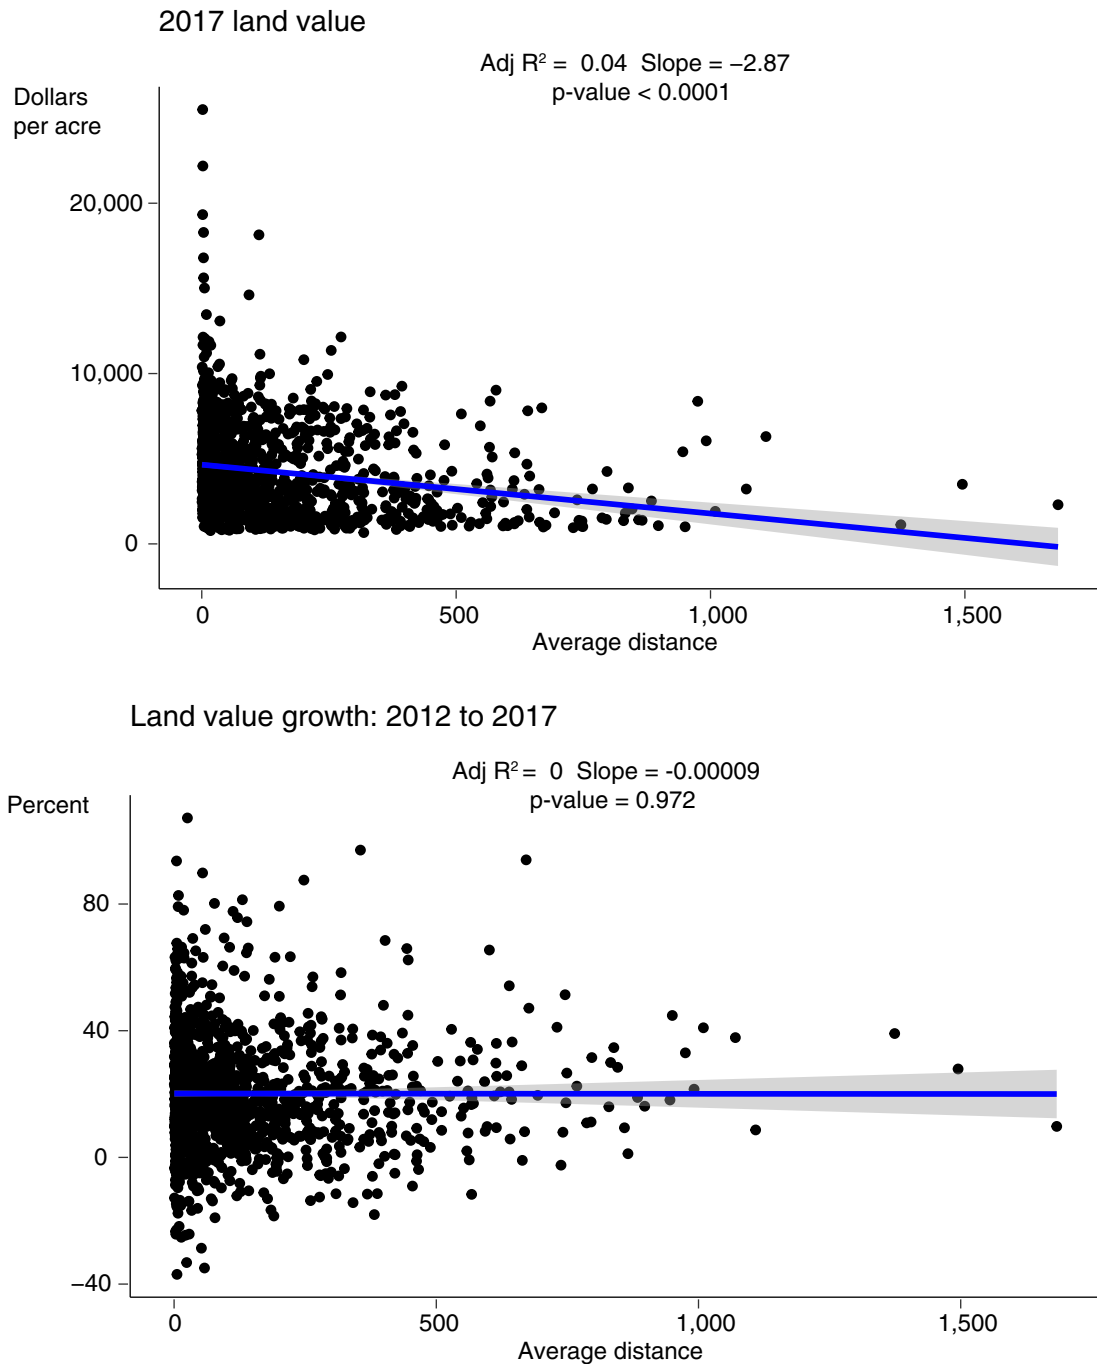 2017 land value
Adj R² = 0.04 Slope = −2.87
p-value < 0.0001
Dollars
per acre
20,000
10,000
0
0 500 1,000 1,500
Average distance
Land value growth: 2012 to 2017
Adj R² = 0 Slope = -0.00009
p-value = 0.972
Percent
80
40
0
−40
0 500 1,000 1,500
Average distance